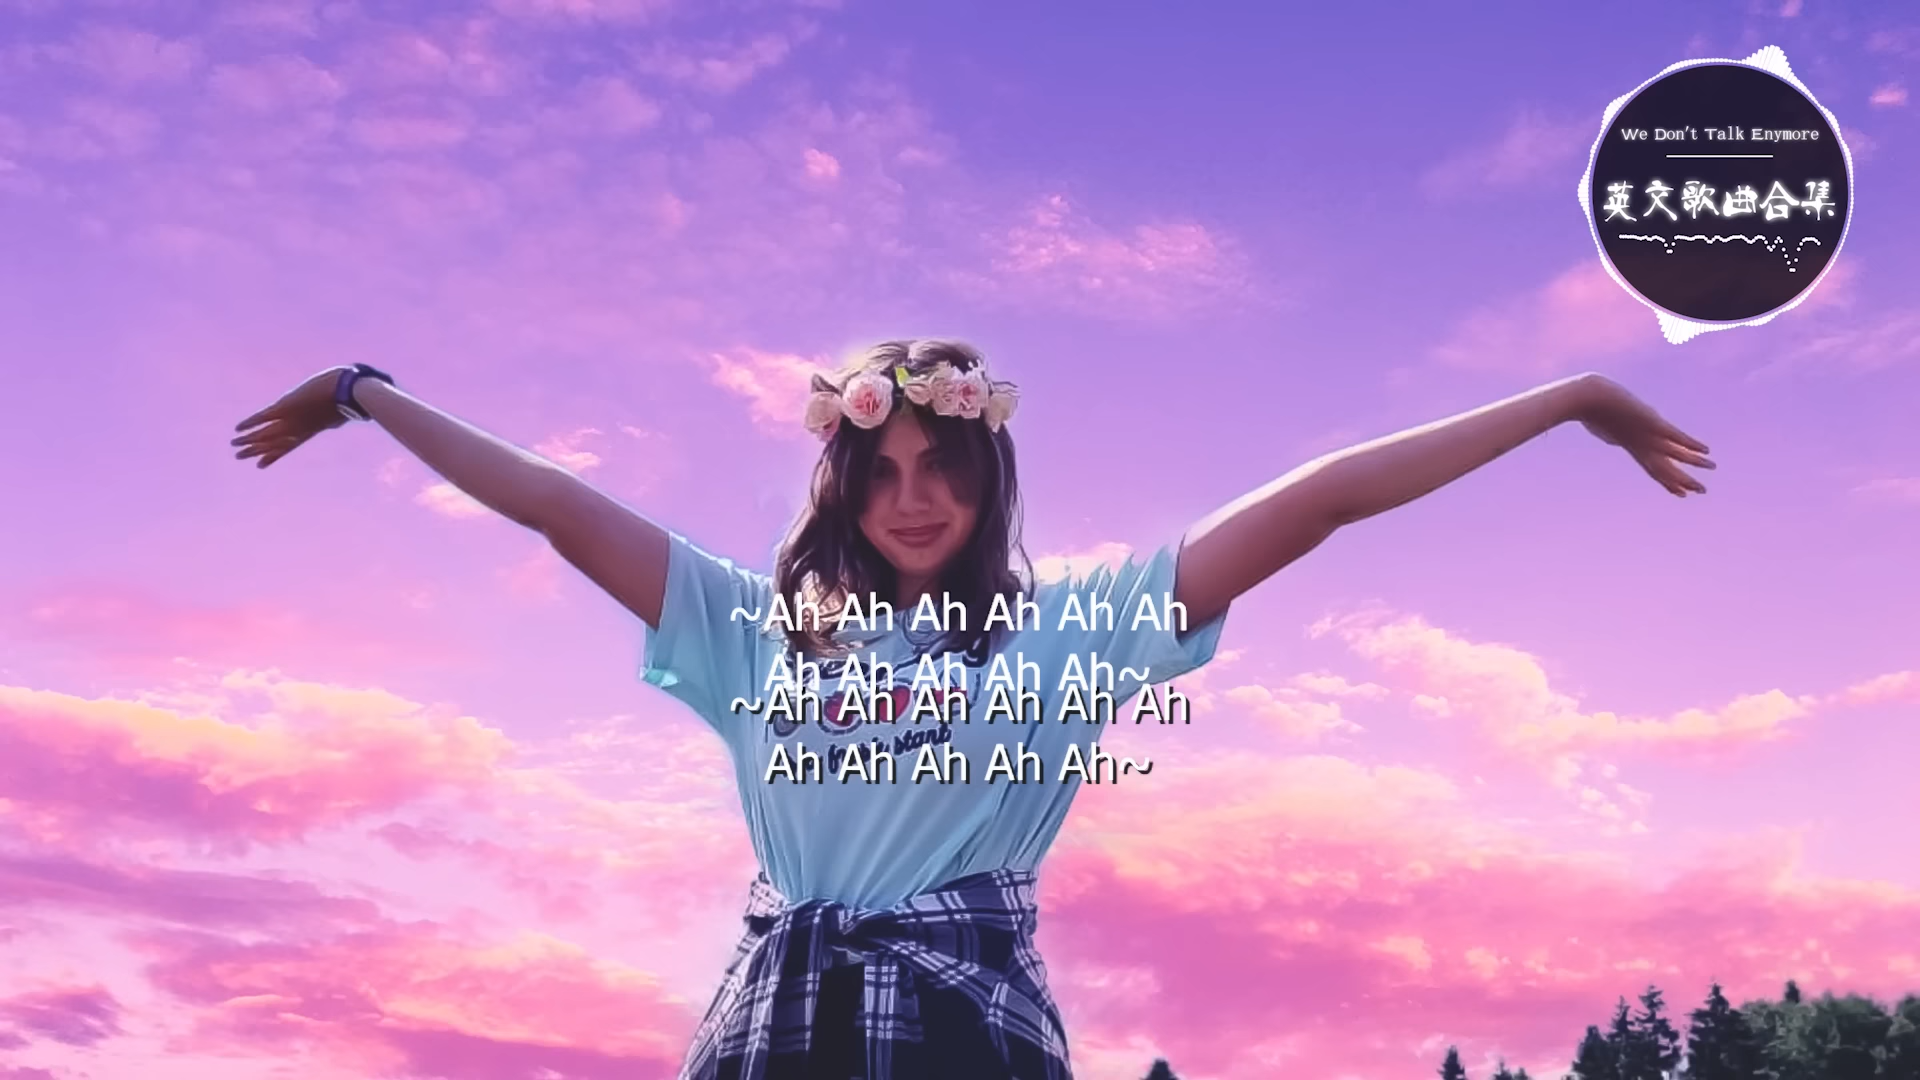 We Don't Talk Enymore
英文歌曲合集
~Ah Ah Ah Ah Ah Ah
Ah Ah Ah Ah Ah~
~Ah Ah Ah Ah Ah Ah
Ah Ah Ah Ah Ah~
start